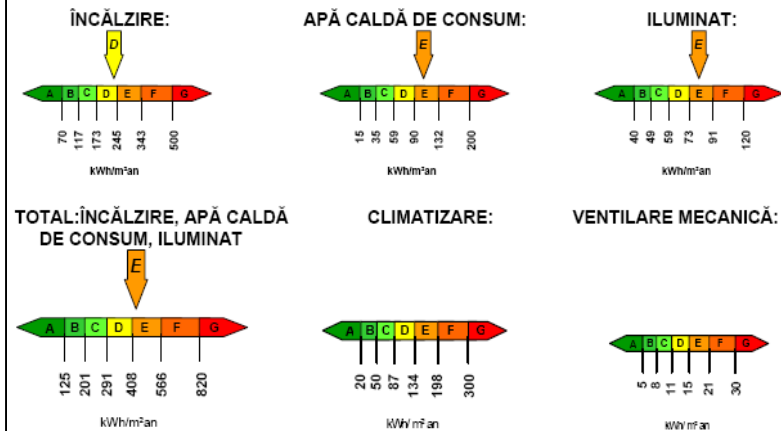 ÎNCĂLZIRE:
D
A B C D E F G
70 117 173 245 343 500
kWh/m²an
APĂ CALDĂ DE CONSUM:
E
A B C D E F G
15 35 59 90 132 200
kWh/m²an
ILUMINAT:
E
A B C D E F G
40 49 59 73 91 120
kWh/m²an
TOTAL:ÎNCĂLZIRE, APĂ CALDĂ
DE CONSUM, ILUMINAT
E
A B C D E F G
125 201 291 408 566 820
kWh/m²an
CLIMATIZARE:
A B C D E F G
20 50 87 134 198 300
kWh/m²an
VENTILARE MECANICĂ:
A B C D E F G
5 8 11 15 21 30
kWh/m²an